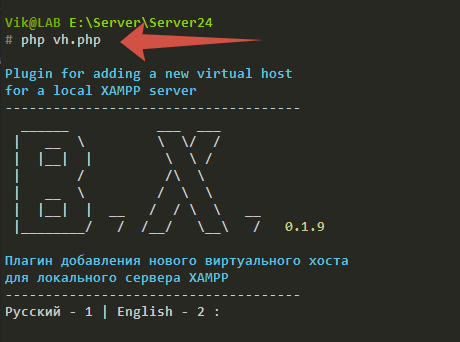 Vik@LAB E:\Server\Server24
# php vh.php
Plugin for adding a new virtual host
for a local XAMPP server
-------------------------------------
B. X.
0.1.9
Плагин добавления нового виртуального хоста
для локального сервера XAMPP
-------------------------------------
Русский - 1 | English - 2 :